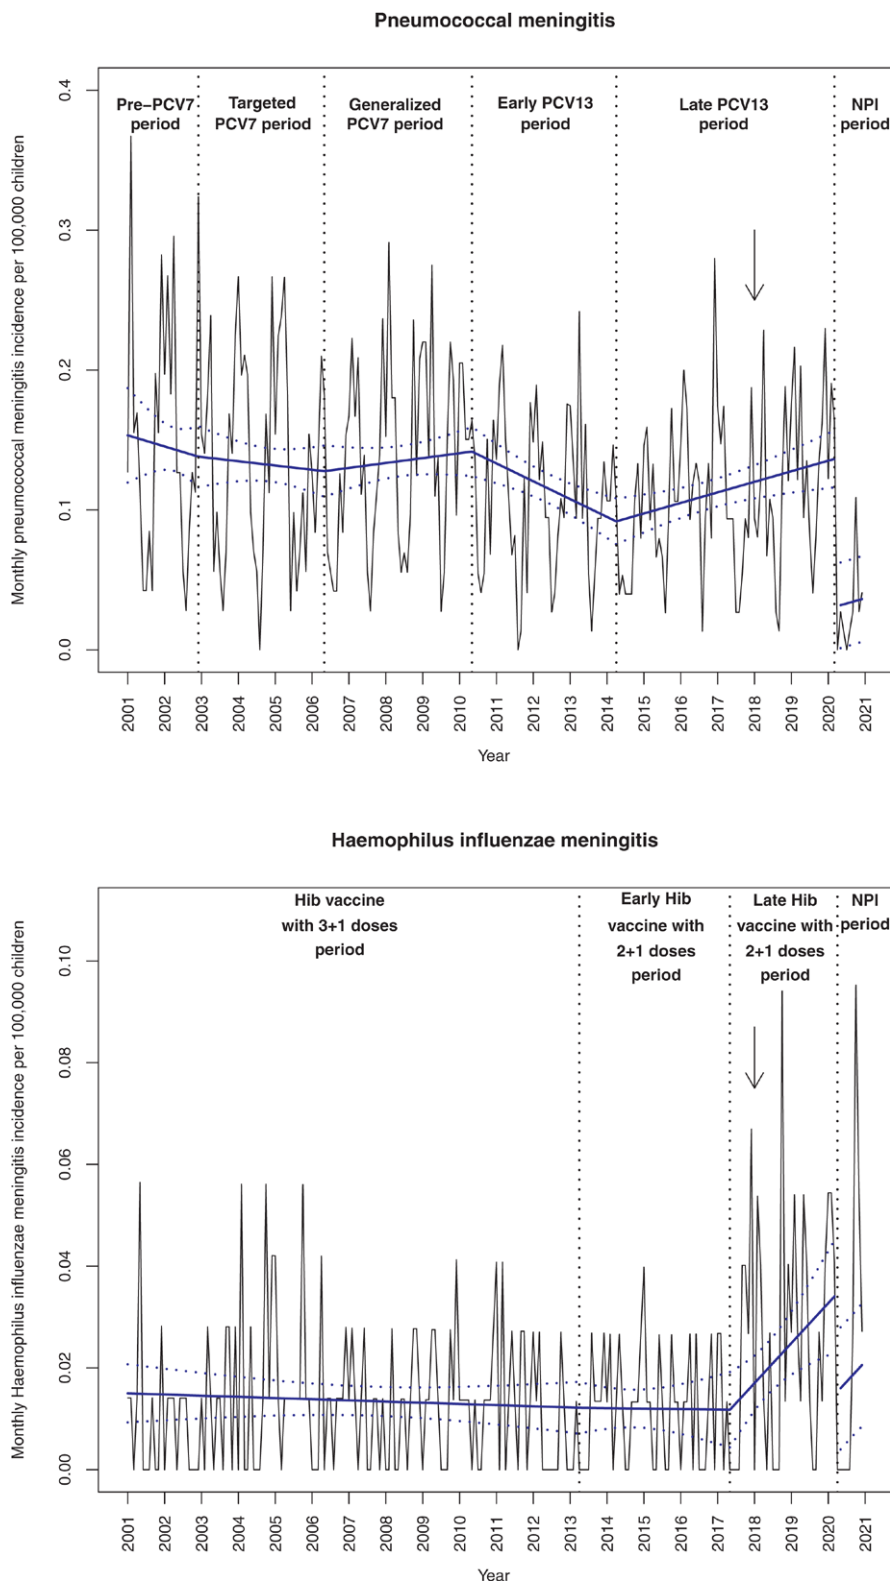 Pneumococcal meningitis
Monthly pneumococcal meningitis incidence per 100,000 children
0.4
0.3
0.2
0.1
0.0
Pre−PCV7
period
Targeted
PCV7 period
Generalized
PCV7 period
Early PCV13
period
Late PCV13
period
NPI
period
2001
2002
2003
2004
2005
2006
2007
2008
2009
2010
2011
2012
2013
2014
2015
2016
2017
2018
2019
2020
2021
Year
Haemophilus influenzae meningitis
Monthly Haemophilus influenzae meningitis incidence per 100,000 children
0.10
0.08
0.06
0.04
0.02
0.00
Hib vaccine
with 3+1 doses
period
Early Hib
vaccine with
2+1 doses
period
Late Hib
vaccine with
2+1 doses
period
NPI
period
2001
2002
2003
2004
2005
2006
2007
2008
2009
2010
2011
2012
2013
2014
2015
2016
2017
2018
2019
2020
2021
Year